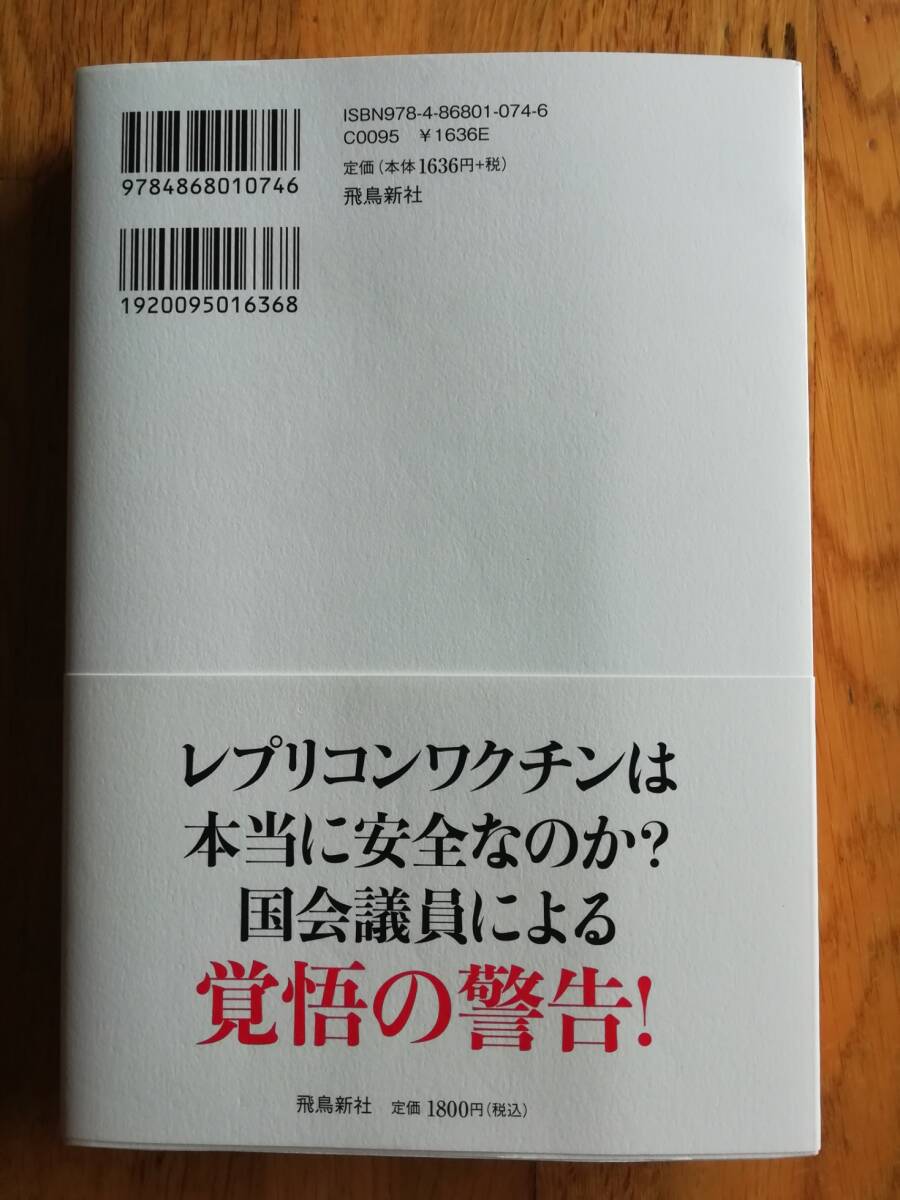 ISBN978-4-86801-074-6
C0095 ￥1636E
定価(本体1636円+税)
飛鳥新社
9784868010746
1920095016368
レプリコンワクチンは
本当に安全なのか?
国会議員による
覚悟の警告!
飛鳥新社 定価 1800円(税込)